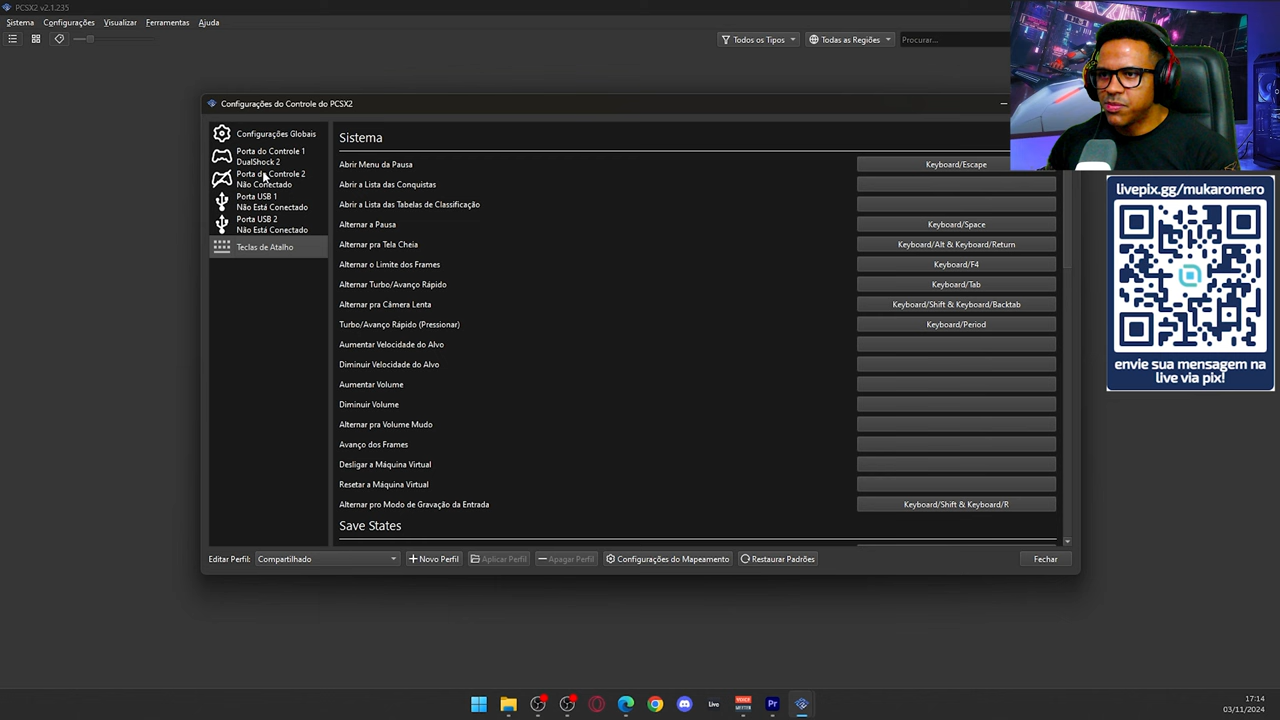 PCSX2 v2.1.235
Sistema Configurações Visualizar Ferramentas Ajuda
Todos os Tipos Todas as Regiões Procurar...
Configurações do Controle do PCSX2
Configurações Globais
Porta do Controle 1
DualShock 2
Porta do Controle 2
Não Conectado
Porta USB 1
Não Está Conectado
Porta USB 2
Não Está Conectado
Teclas de Atalho
Sistema
Abrir Menu da Pausa Keyboard/Escape
Abrir a Lista das Conquistas
Abrir a Lista das Tabelas de Classificação
Alternar a Pausa Keyboard/Space
Alternar pra Tela Cheia Keyboard/Alt & Keyboard/Return
Alternar o Limite dos Frames Keyboard/F4
Alternar Turbo/Avanço Rápido Keyboard/Tab
Alternar pra Câmera Lenta Keyboard/Shift & Keyboard/Backtab
Turbo/Avanço Rápido (Pressionar) Keyboard/Period
Aumentar Velocidade do Alvo
Diminuir Velocidade do Alvo
Aumentar Volume
Diminuir Volume
Alternar pra Volume Mudo
Avanço dos Frames
Desligar a Máquina Virtual
Resetar a Máquina Virtual
Alternar pro Modo de Gravação da Entrada Keyboard/Shift & Keyboard/R
Save States
Editar Perfil: Compartilhado Novo Perfil Aplicar Perfil Apagar Perfil Configurações do Mapeamento Restaurar Padrões Fechar
livepix.gg/mukaromero
envie sua mensagem na
live via pix!
Live
Pr
17:14
03/11/2024